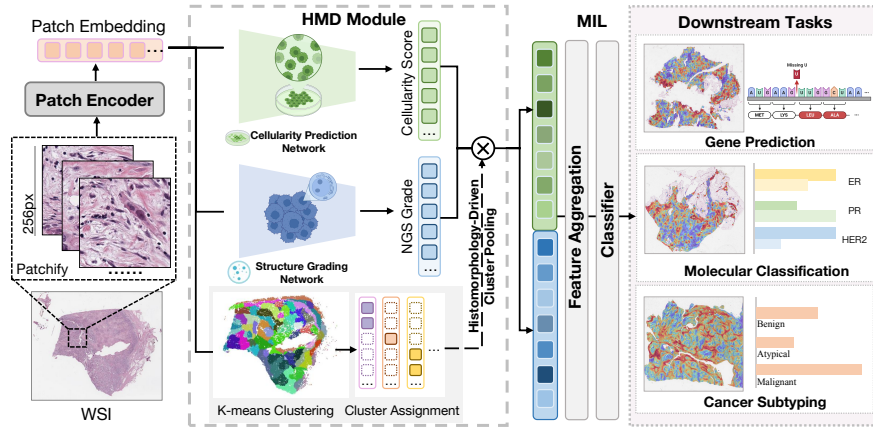 Patch Embedding
......
Patch Encoder
256px
Patchify
......
WSI
HMD Module
Cellularity Prediction
Network
Cellularity Score
...
Structure Grading
Network
NGS Grade
...
K-means Clustering
Cluster Assignment
... ... ...
...
Histomorphology-Driven
Cluster Pooling
MIL
Feature Aggregation
Classifier
Downstream Tasks
Missing U
U
A U G A A G U U G G C U A A ...
MET LYS LEU ALA ...
Gene Prediction
ER
PR
HER2
Molecular Classification
Benign
Atypical
Malignant
Cancer Subtyping